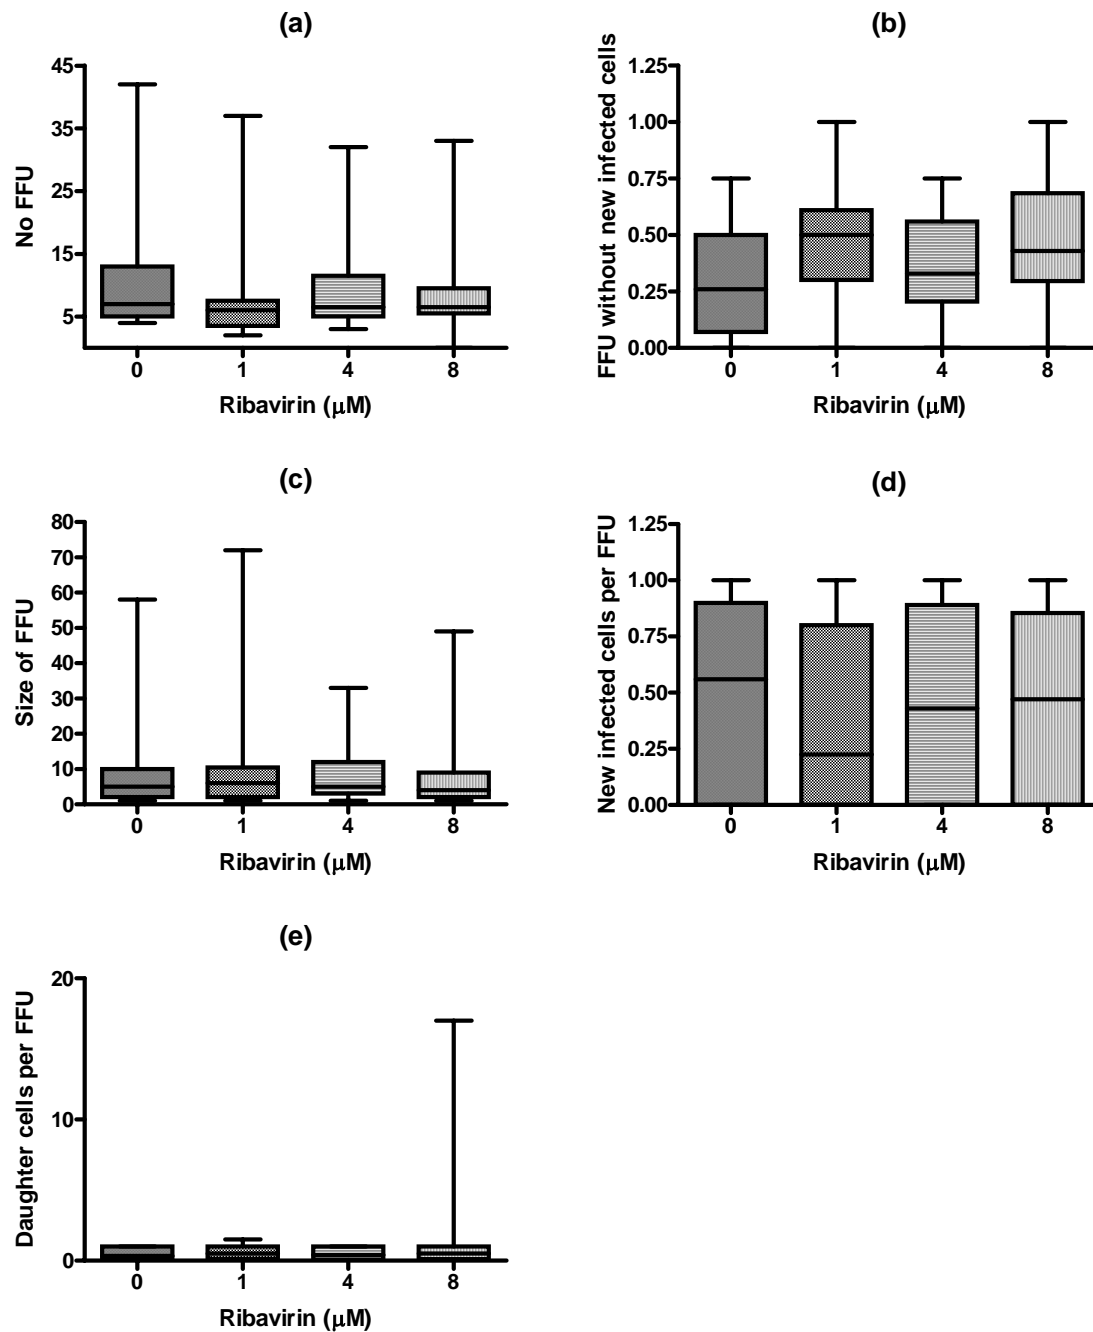 (a)
No FFU
45
35
25
15
5
0 1 4 8
Ribavirin (μM)
(b)
FFU without new infected cells
1.25
1.00
0.75
0.50
0.25
0.00
0 1 4 8
Ribavirin (μM)
(c)
Size of FFU
80
70
60
50
40
30
20
10
0
0 1 4 8
Ribavirin (μM)
(d)
New infected cells per FFU
1.25
1.00
0.75
0.50
0.25
0.00
0 1 4 8
Ribavirin (μM)
(e)
Daughter cells per FFU
20
10
0
0 1 4 8
Ribavirin (μM)